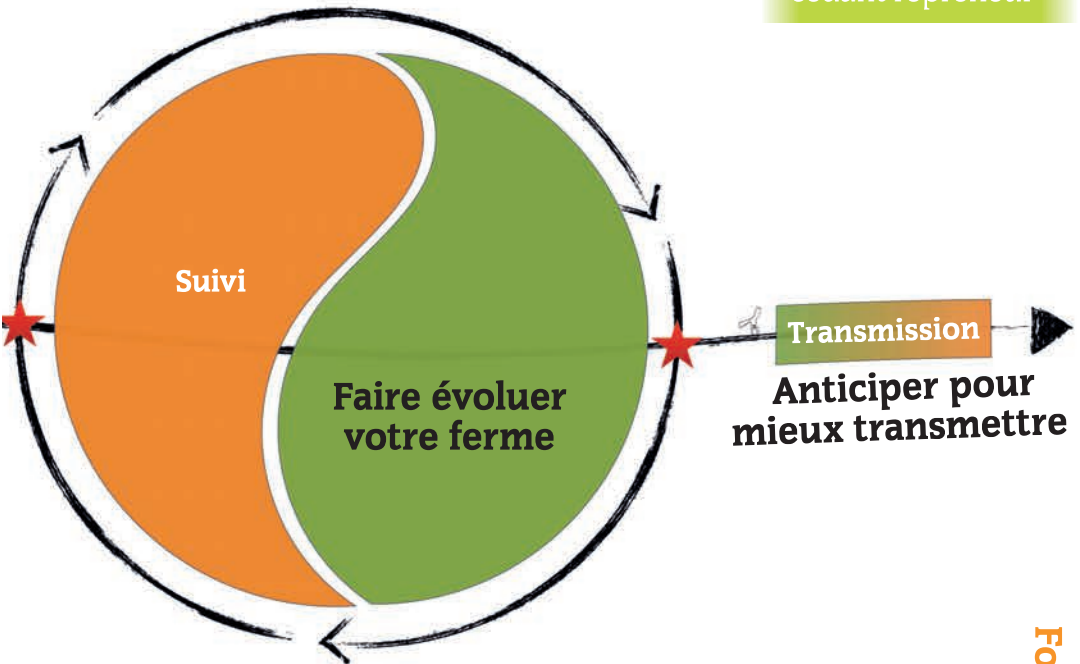 Suivi
Faire évoluer
votre ferme
Transmission
Anticiper pour
mieux transmettre